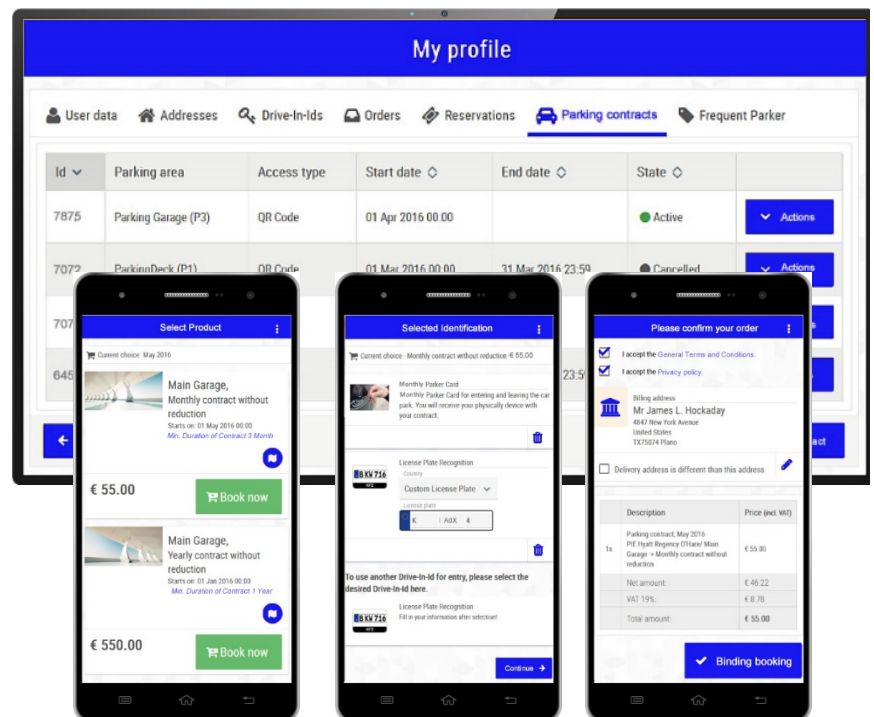 My profile
User data Addresses Drive-In-Ids Orders Reservations Parking contracts Frequent Parker
Id Parking area Access type Start date End date State
7875 Parking Garage (P3) QR Code 01 Apr 2016 00:00 Active Actions
7072 ParkingDeck (P1) QR Code 01 Mar 2016 00:00 31 Mar 2016 23:59 Cancelled Actions
707
645
Select Product
Current choice May 2016
Main Garage,
Monthly contract without
reduction
Starts on: 01 May 2016 00:00
Min. Duration of Contract 3 Month
€ 55.00
Book now
Main Garage,
Yearly contract without
reduction
Starts on: 01 Jan 2016 00:00
Min. Duration of Contract 1 Year
€ 550.00
Book now
Selected Identification
Current choice - Monthly contract without reduction € 55.00
Monthly Parker Card
Monthly Parker Card for entering and leaving the car
park. You will receive your physically device with
your contract.
License Plate Recognition
Country
BXW 716
Custom License Plate
License plate
K AOX 4
To use another Drive-In-Id for entry, please select the
desired Drive-In-Id here.
License Plate Recognition
Fill in your information after selection!
BXW 716
Continue
23:5
Please confirm your order
I accept the General Terms and Conditions.
I accept the Privacy policy.
Billing address
Mr James L. Hockaday
4847 New York Avenue
United States
TX75074 Plano
Delivery address is different than this address
Description Price (incl. VAT)
Parking contract, May 2016
PIE Hyatt Regency O'Hare/ Main
1x Garage -> Monthly contract without € 55.00
reduction
Net amount: € 46.22
VAT 19%: € 8.78
Total amount: € 55.00
Binding booking
s
act